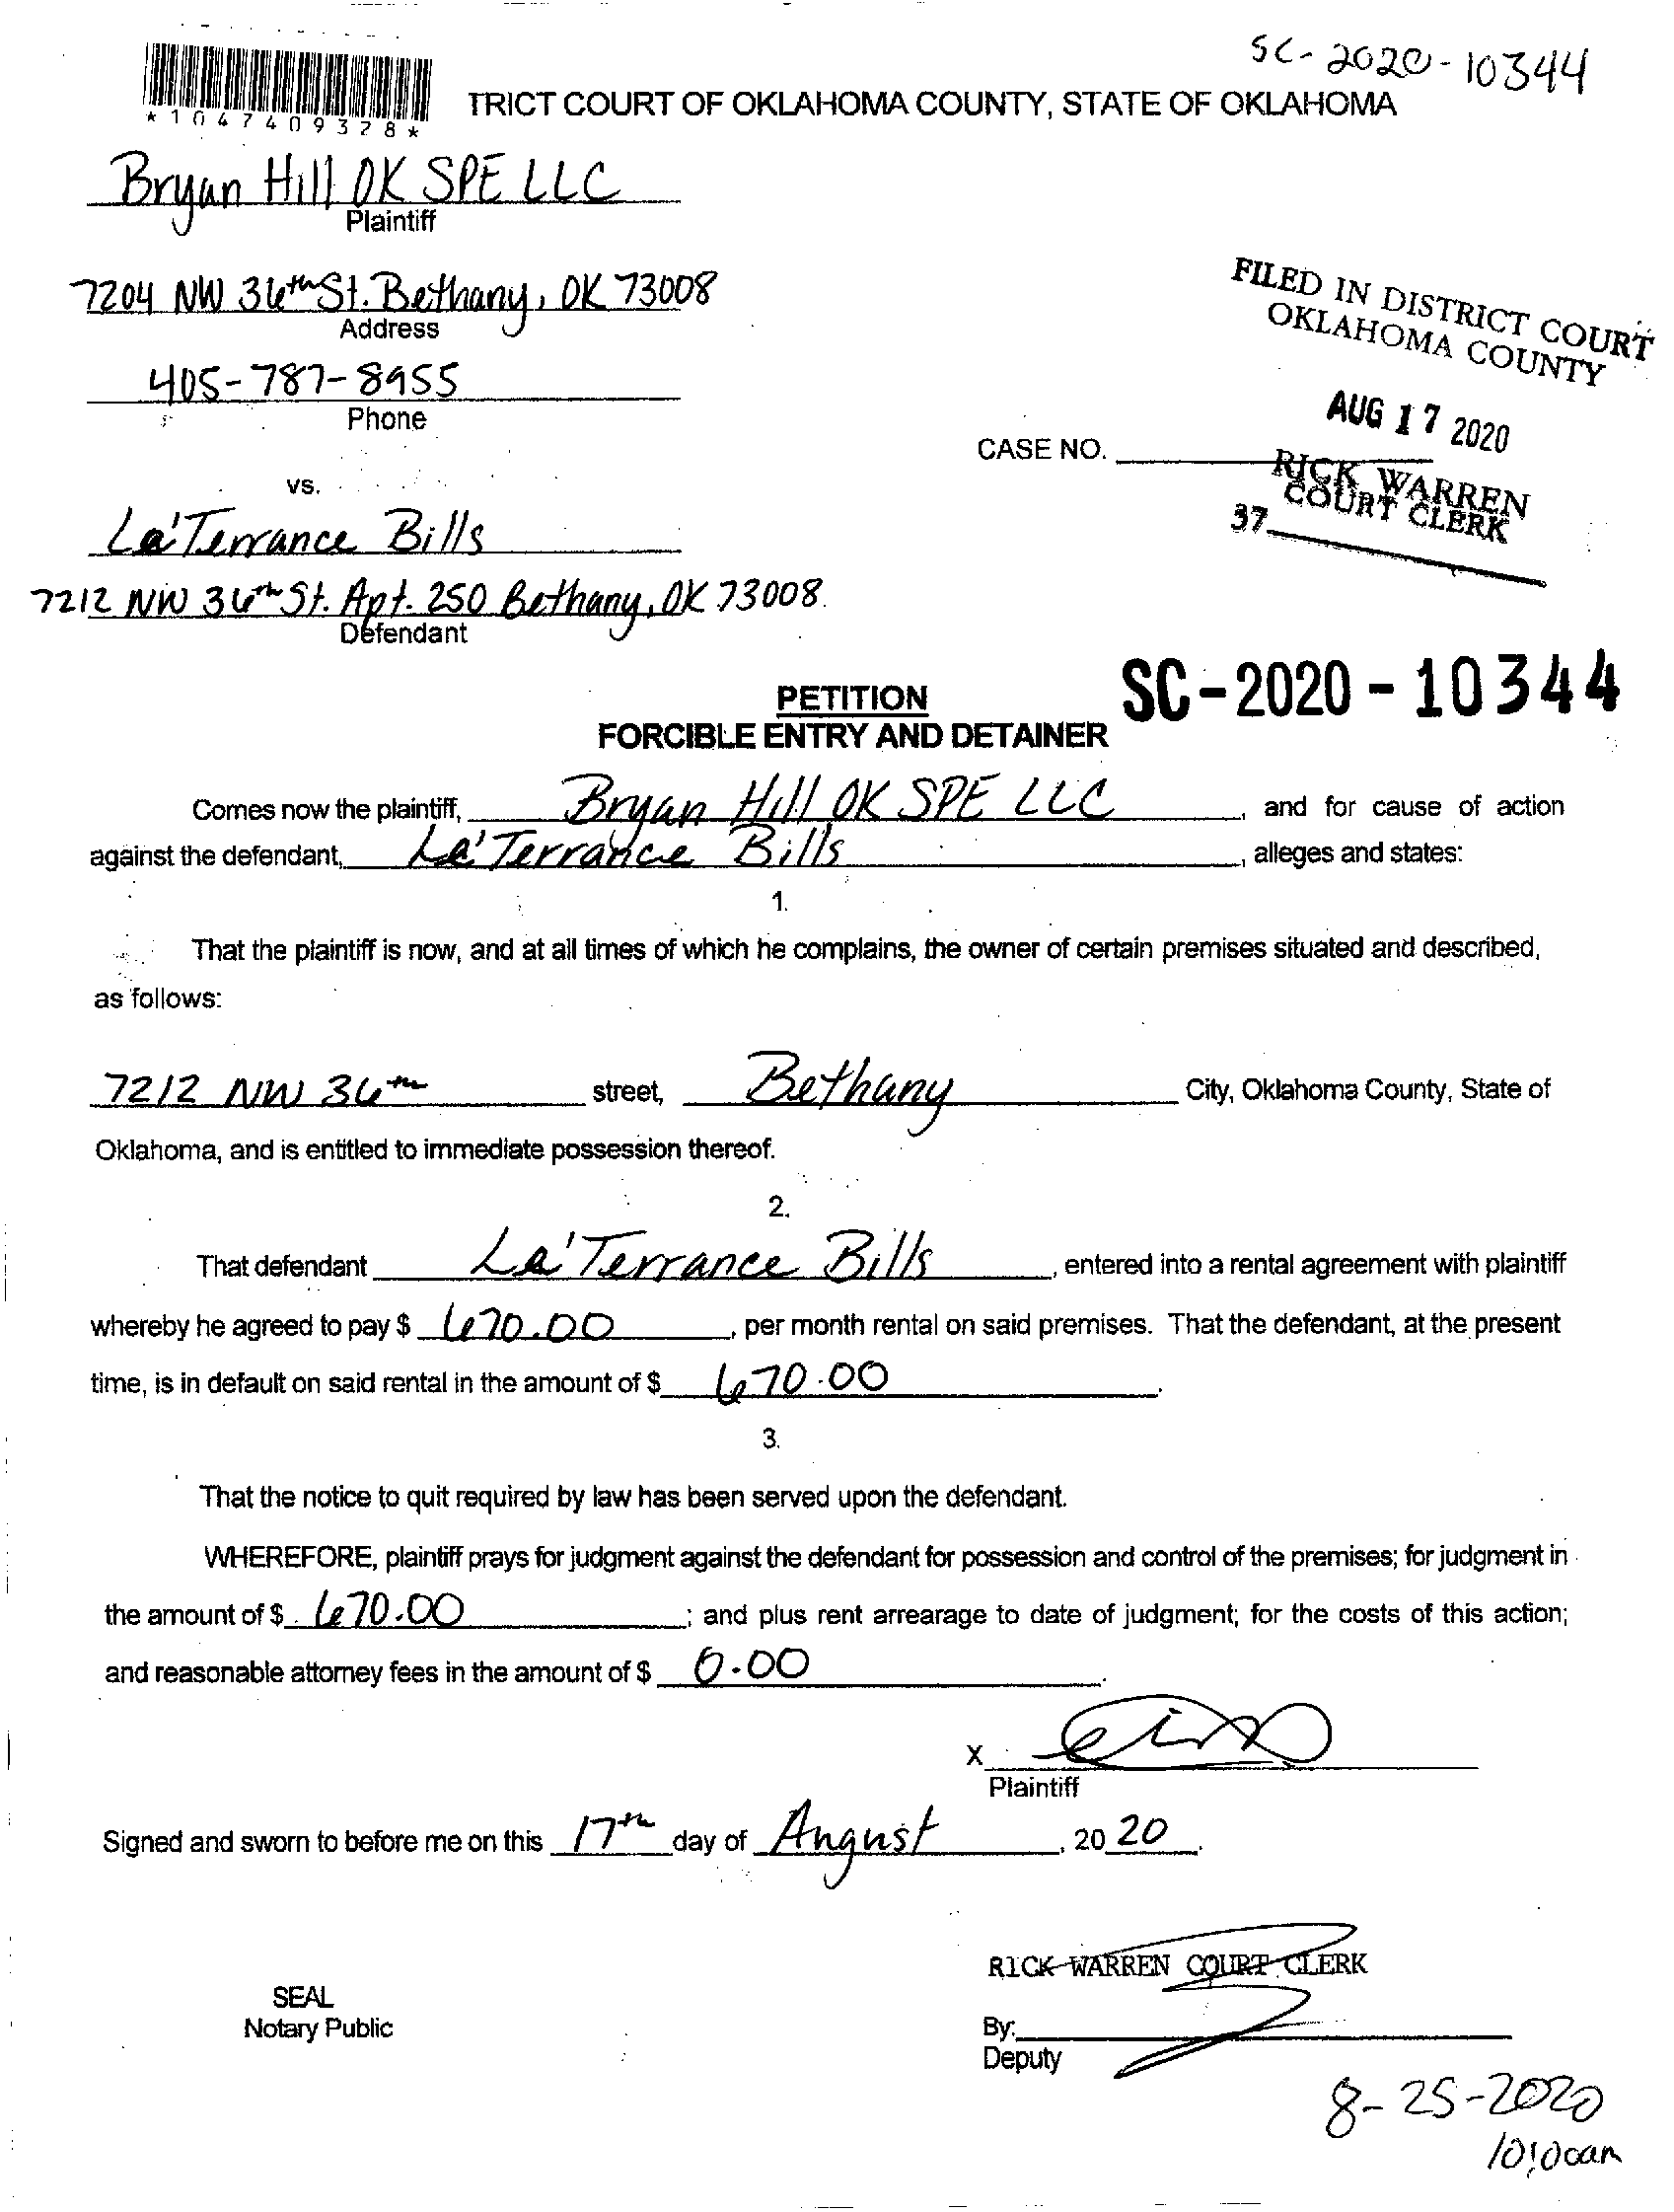 SC-2020-10344
*1047409328*
TRICT COURT OF OKLAHOMA COUNTY, STATE OF OKLAHOMA
Bryan Hill OK SPE LLC
Plaintiff
7204 NW 36th St. Bethany, OK 73008
Address
405-787-8955
Phone
FILED IN DISTRICT COURT
OKLAHOMA COUNTY
AUG 17 2020
CASE NO.
RICK WARREN
COURT CLERK
37
vs.
La'Terrance Bills
7212 NW 36th St. Apt. 250 Bethany, OK 73008
Defendant
PETITION
SC-2020-10344
FORCIBLE ENTRY AND DETAINER
Comes now the plaintiff, Bryan Hill OK SPE LLC, and for cause of action
against the defendant, La'Terrance Bills, alleges and states:
1.
That the plaintiff is now, and at all times of which he complains, the owner of certain premises situated and described,
as follows:
7212 NW 36th street, Bethany City, Oklahoma County, State of
Oklahoma, and is entitled to immediate possession thereof.
2.
That defendant La'Terrance Bills, entered into a rental agreement with plaintiff
whereby he agreed to pay $ 670.00, per month rental on said premises. That the defendant, at the present
time, is in default on said rental in the amount of $ 670.00.
3.
That the notice to quit required by law has been served upon the defendant.
WHEREFORE, plaintiff prays for judgment against the defendant for possession and control of the premises; for judgment in
the amount of $ 670.00; and plus rent arrearage to date of judgment; for the costs of this action;
and reasonable attorney fees in the amount of $ 0.00.
X
Plaintiff
Signed and sworn to before me on this 17th day of August, 2020.
RICK WARREN COURT CLERK
SEAL
Notary Public
By:
Deputy
8-25-2020
10:00am